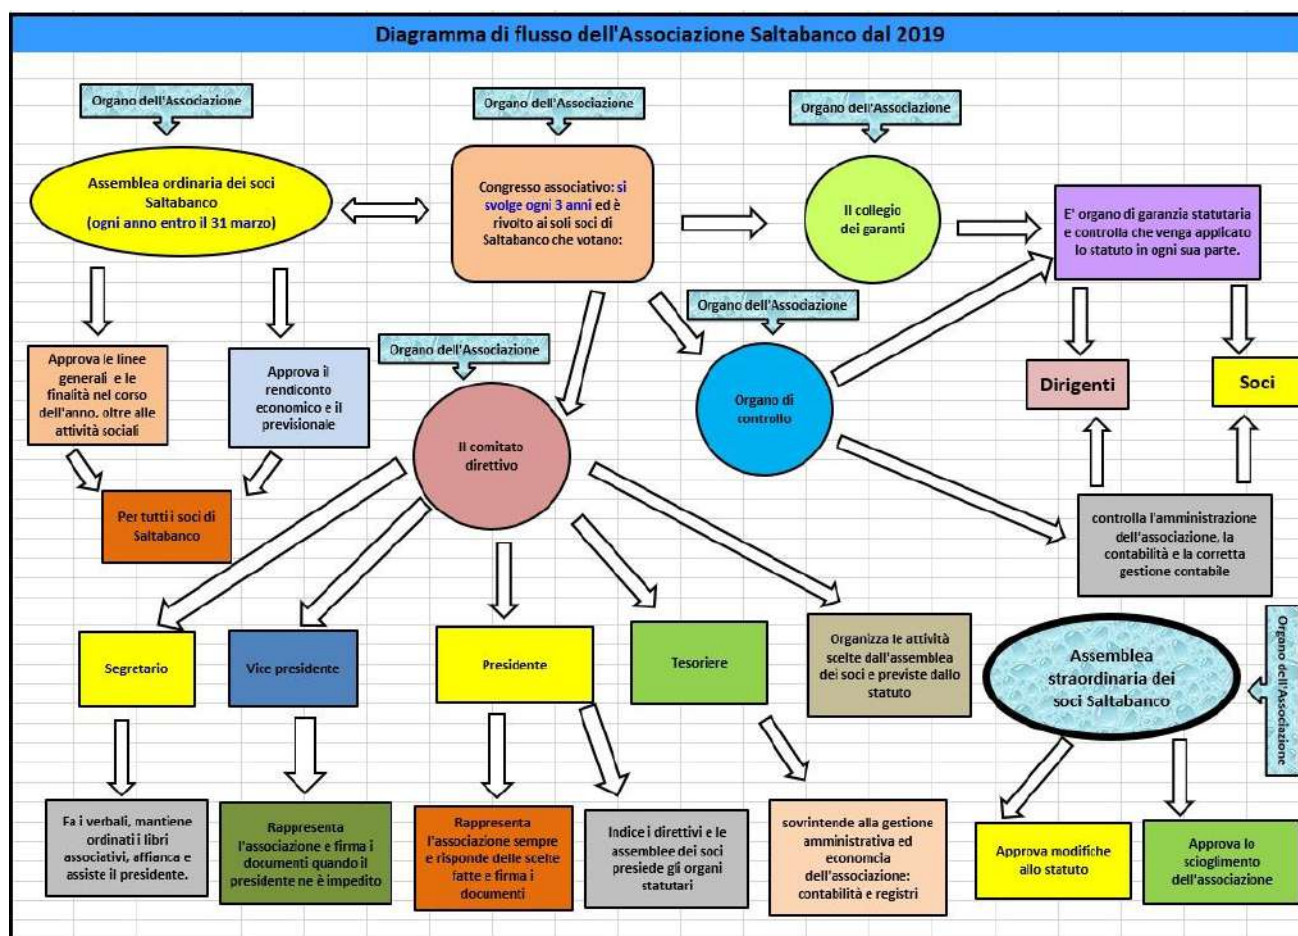 Diagramma di flusso dell'Associazione Saltabanco dal 2019
Organo dell'Associazione
Organo dell'Associazione
Organo dell'Associazione
Assemblea ordinaria dei soci
Saltabanco
(ogni anno entro il 31 marzo)
Congresso associativo: si
svolge ogni 3 anni ed è
rivolto ai soli soci di
Saltabanco che votano:
Il collegio
dei garanti
E' organo di garanzia statutaria
e controlla che venga applicato
lo statuto in ogni sua parte.
Organo dell'Associazione
Organo dell'Associazione
Approva le linee
generali e le
finalità nel corso
dell'anno, oltre alle
attività sociali
Approva il
rendiconto
economico e il
previsionale
Il comitato
direttivo
Organo di
controllo
Dirigenti
Soci
Per tutti i soci di
Saltabanco
controlla l'amministrazione
dell'associazione, la
contabilità e la corretta
gestione contabile
Segretario
Vice presidente
Presidente
Tesoriere
Organizza le attività
scelte dall'assemblea
dei soci e previste dallo
statuto
Assemblea
straordinaria dei
soci Saltabanco
Organo dell'Associazione
Fa i verbali, mantiene
ordinati i libri
associativi, affianca e
assiste il presidente.
Rappresenta
l'associazione e firma i
documenti quando il
presidente ne è impedito
Rappresenta
l'associazione sempre
e risponde delle scelte
fatte e firma i
documenti
Indice i direttivi e le
assemblee dei soci
presiede gli organi
statutari
sovrintende alla gestione
amministrativa ed
economcia
dell'associazione:
contabilità e registri
Approva modifiche
allo statuto
Approva lo
scioglimento
dell'associazione